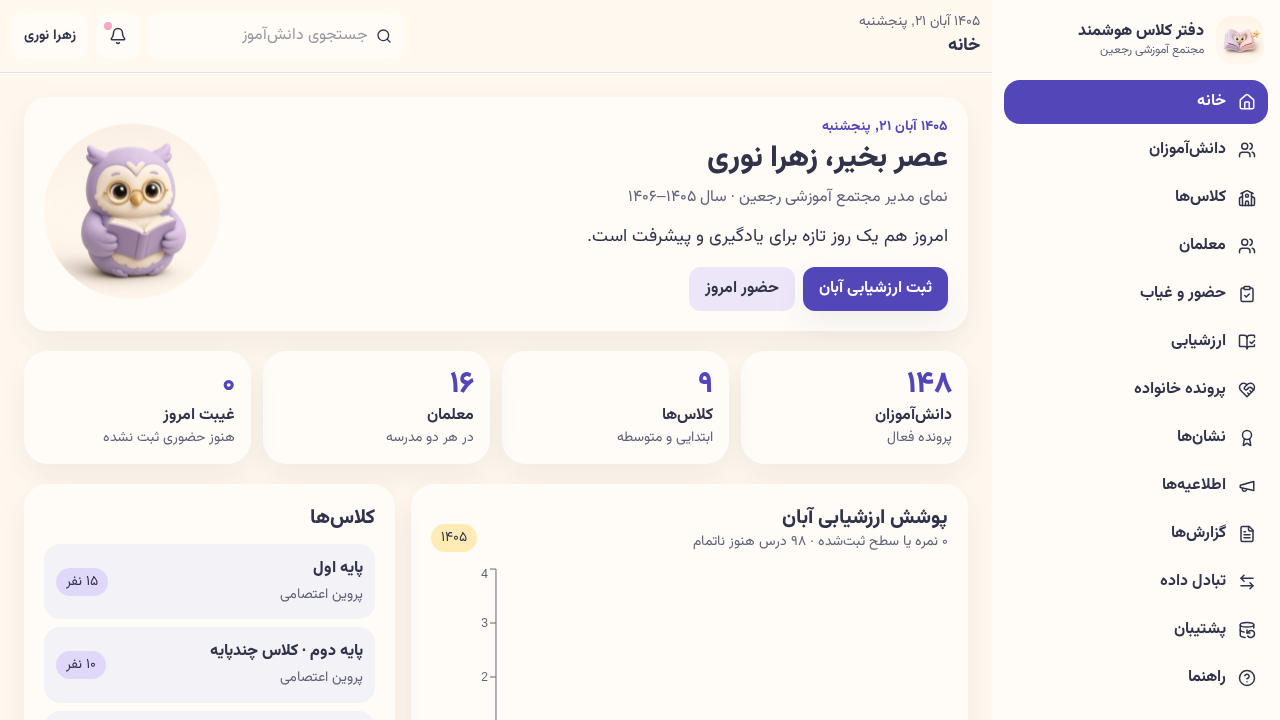 دفتر کلاس هوشمند
مجتمع آموزشی رجعین
خانه
دانش‌آموزان
کلاس‌ها
معلمان
حضور و غیاب
ارزشیابی
پرونده خانواده
نشان‌ها
اطلاعیه‌ها
گزارش‌ها
تبادل داده
پشتیبان
راهنما
۱۴۰۵ آبان ۲۱, پنجشنبه
خانه
جستجوی دانش‌آموز
زهرا نوری
۱۴۰۵ آبان ۲۱, پنجشنبه
عصر بخیر، زهرا نوری
نمای مدیر مجتمع آموزشی رجعین · سال ۱۴۰۵–۱۴۰۶
امروز هم یک روز تازه برای یادگیری و پیشرفت است.
ثبت ارزشیابی آبان
حضور امروز
۱۴۸
دانش‌آموزان
پرونده فعال
۹
کلاس‌ها
ابتدایی و متوسطه
۱۶
معلمان
در هر دو مدرسه
۰
غیبت امروز
هنوز حضوری ثبت نشده
پوشش ارزشیابی آبان
۰ نمره یا سطح ثبت‌شده · ۹۸ درس هنوز ناتمام
۱۴۰۵
4
3
2
کلاس‌ها
پایه اول
پروین اعتصامی
۱۵ نفر
پایه دوم · کلاس چندپایه
پروین اعتصامی
۱۰ نفر